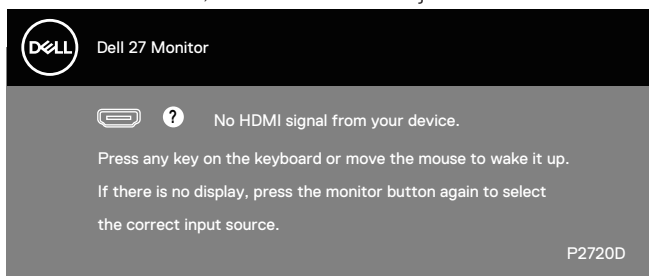 DELL
Dell 27 Monitor
? No HDMI signal from your device.
Press any key on the keyboard or move the mouse to wake it up.
If there is no display, press the monitor button again to select
the correct input source.
P2720D